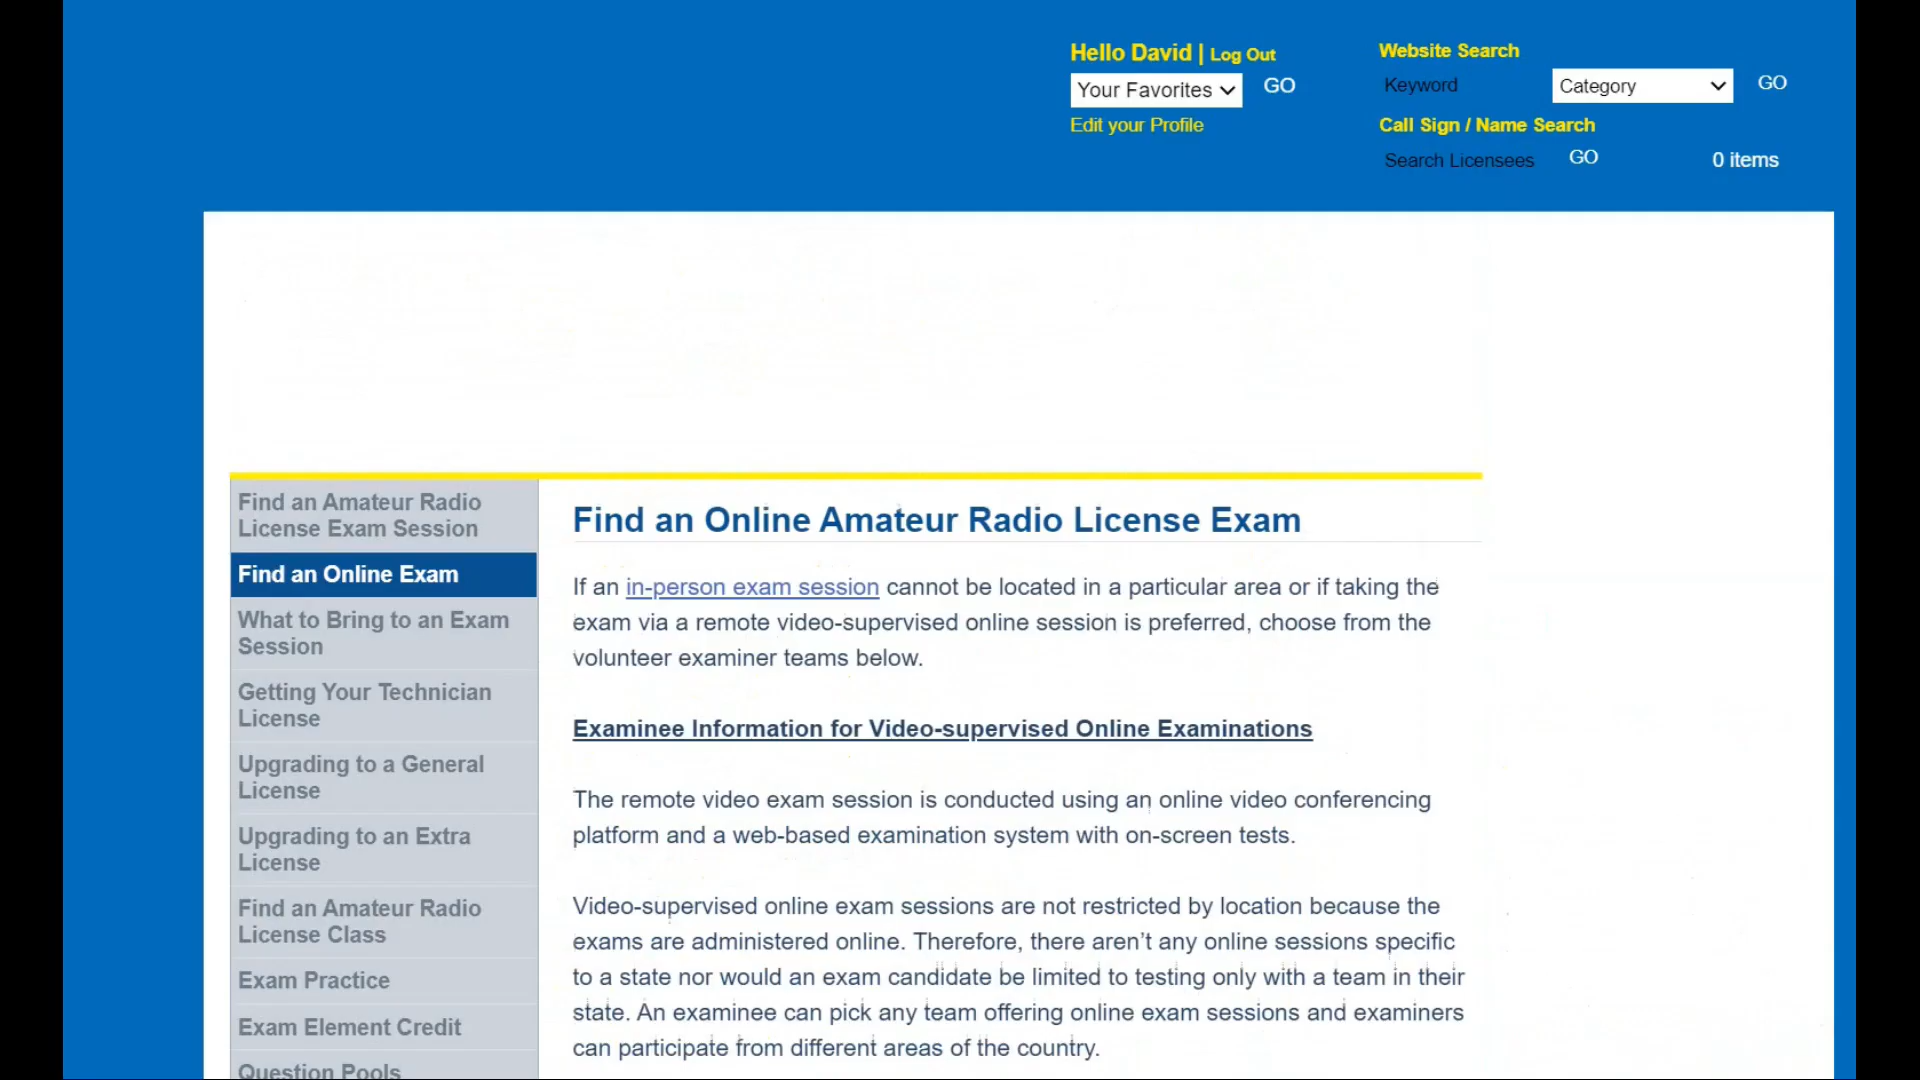 Hello David | Log Out
Your Favorites GO
Edit your Profile
Website Search
Keyword Category GO
Call Sign / Name Search
Search Licensees GO 0 items
Find an Amateur Radio
License Exam Session
Find an Online Exam
What to Bring to an Exam
Session
Getting Your Technician
License
Upgrading to a General
License
Upgrading to an Extra
License
Find an Amateur Radio
License Class
Exam Practice
Exam Element Credit
Question Pools
Find an Online Amateur Radio License Exam
If an in-person exam session cannot be located in a particular area or if taking the
exam via a remote video-supervised online session is preferred, choose from the
volunteer examiner teams below.
Examinee Information for Video-supervised Online Examinations
The remote video exam session is conducted using an online video conferencing
platform and a web-based examination system with on-screen tests.
Video-supervised online exam sessions are not restricted by location because the
exams are administered online. Therefore, there aren’t any online sessions specific
to a state nor would an exam candidate be limited to testing only with a team in their
state. An examinee can pick any team offering online exam sessions and examiners
can participate from different areas of the country.